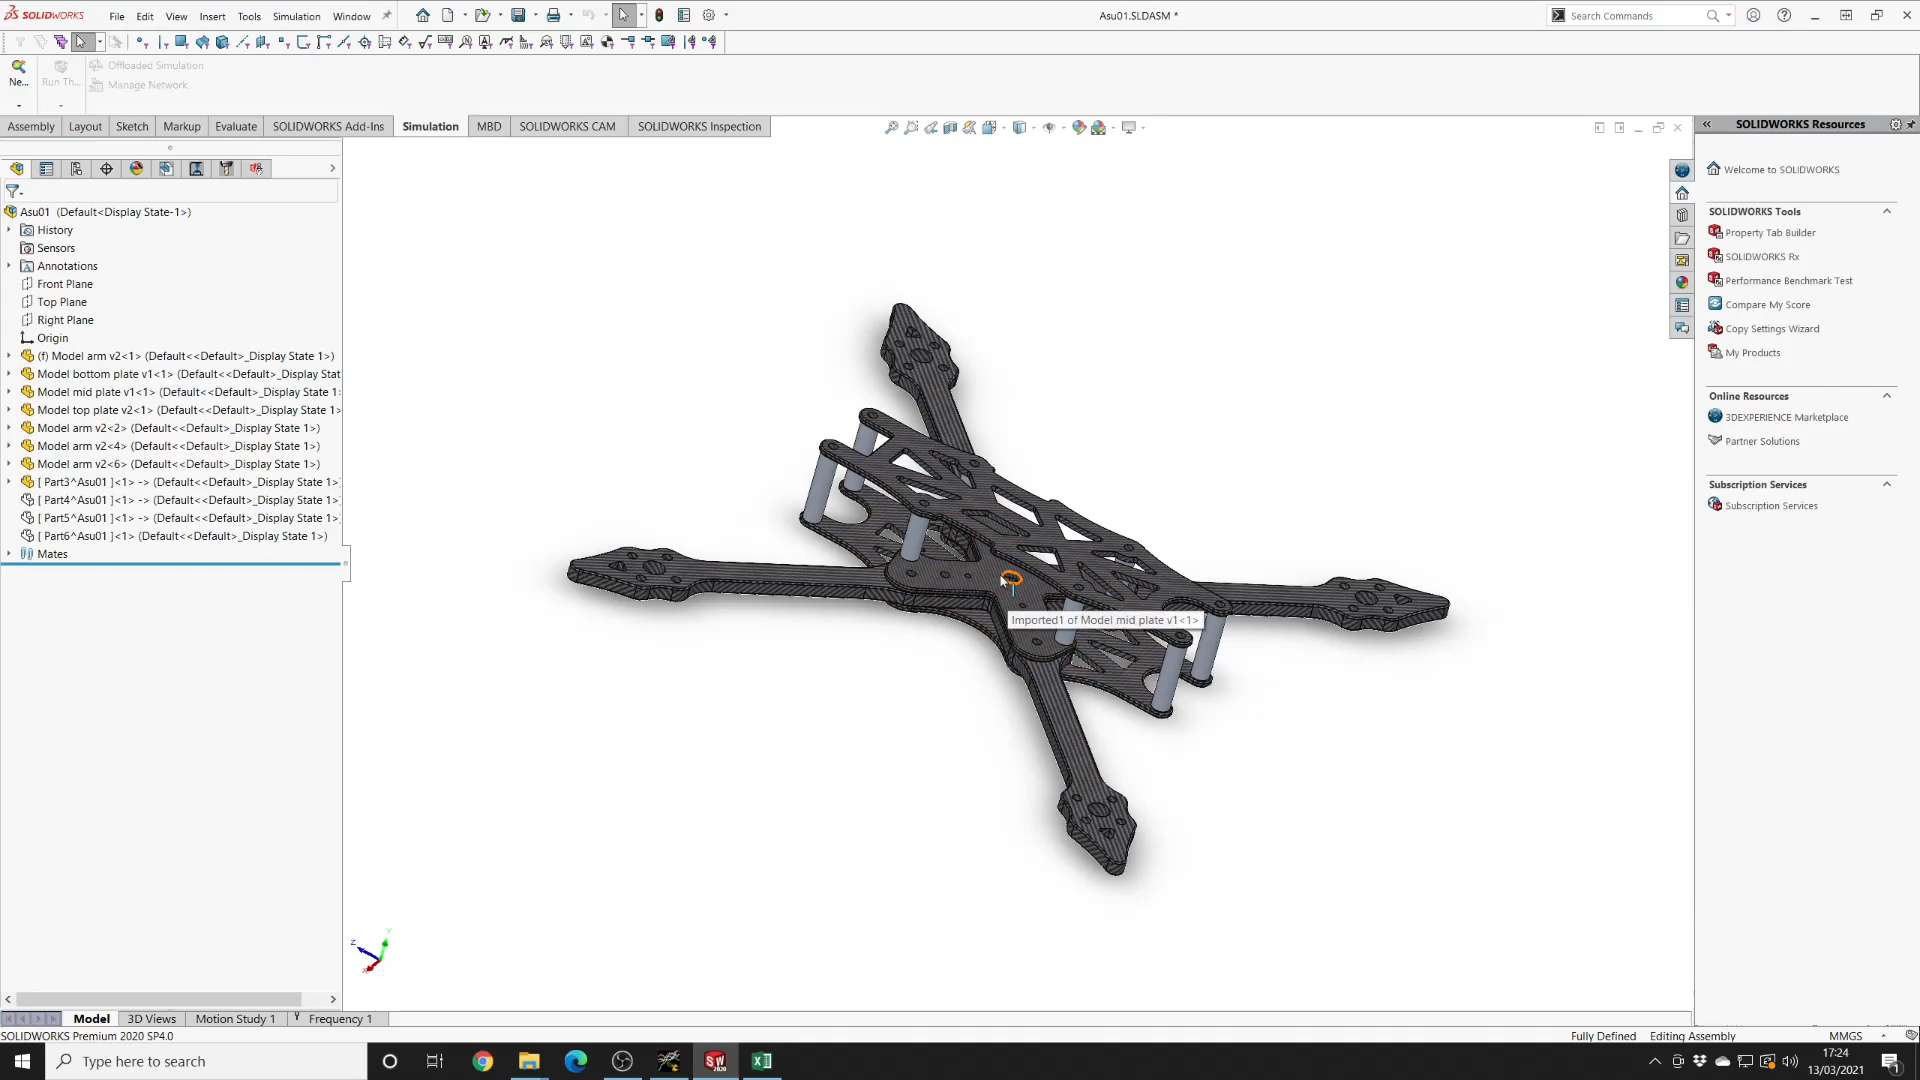 SOLIDWORKS File Edit View Insert Tools Simulation Window
Asu01.SLDASM *
Search Commands
Ne...
Run Th...
Offloaded Simulation
Manage Network
Assembly Layout Sketch Markup Evaluate SOLIDWORKS Add-Ins Simulation MBD SOLIDWORKS CAM SOLIDWORKS Inspection
Asu01 (Default<Display State-1>)
History
Sensors
Annotations
Front Plane
Top Plane
Right Plane
Origin
(f) Model arm v2<1> (Default<<Default>_Display State 1>)
Model bottom plate v1<1> (Default<<Default>_Display Stat
Model mid plate v1<1> (Default<<Default>_Display State 1>
Model top plate v2<1> (Default<<Default>_Display State 1>
Model arm v2<2> (Default<<Default>_Display State 1>)
Model arm v2<4> (Default<<Default>_Display State 1>)
Model arm v2<6> (Default<<Default>_Display State 1>)
[ Part3^Asu01 ]<1> -> (Default<<Default>_Display State 1>
[ Part4^Asu01 ]<1> -> (Default<<Default>_Display State 1>
[ Part5^Asu01 ]<1> -> (Default<<Default>_Display State 1>
[ Part6^Asu01 ]<1> (Default<<Default>_Display State 1>)
Mates
Imported1 of Model mid plate v1<1>
Z
Y
X
SOLIDWORKS Resources
Welcome to SOLIDWORKS
SOLIDWORKS Tools
Property Tab Builder
SOLIDWORKS Rx
Performance Benchmark Test
Compare My Score
Copy Settings Wizard
My Products
Online Resources
3DEXPERIENCE Marketplace
Partner Solutions
Subscription Services
Subscription Services
Model 3D Views Motion Study 1 Frequency 1
SOLIDWORKS Premium 2020 SP4.0
Fully Defined Editing Assembly MMGS
Type here to search
SW
2020
17:24
13/03/2021
1